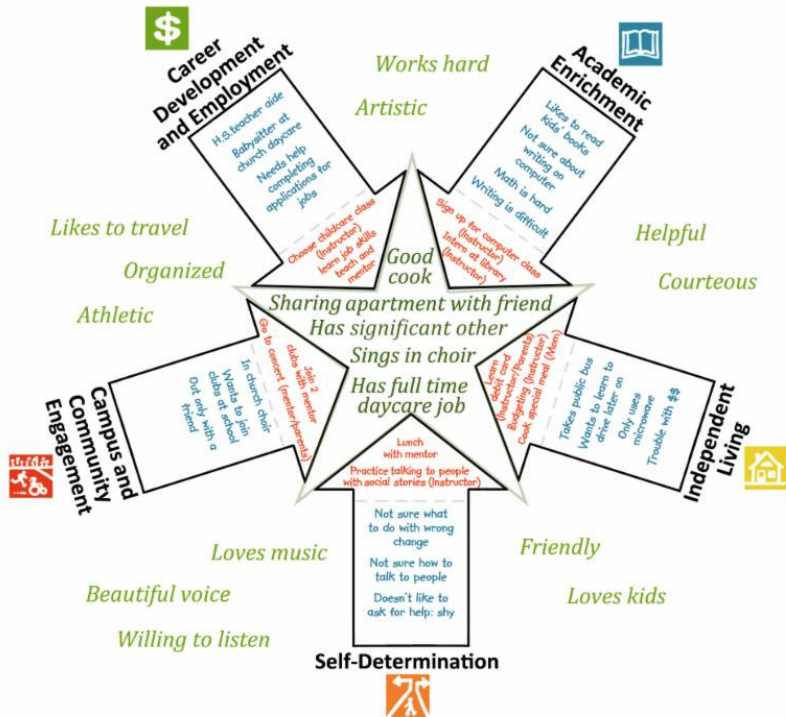 $
Career
Development
and Employment
Works hard
Artistic
Academic
Enrichment
H.S.teacher aide
Babysitter at
church daycare
Needs help
completing
applications for
jobs
Choose childcare class
(Instructor)
learn job skills
teach and
mentor
Likes to read
kids' books
Not sure about
writing on
computer
Math is hard
Writing is difficult
Sign up for computer class
(Instructor)
Intern at library
(Instructor)
Likes to travel
Organized
Athletic
Helpful
Courteous
Good
cook
Sharing apartment with friend
Has significant other
Sings in choir
Has full time
daycare job
Campus and
Community
Engagement
In church choir
Wants to join
clubs at school
Out only with a
friend
Join 2
clubs with mentor
Go to concert (mentor/parents)
Learn
debit card
(Instructor/Parents)
Budgeting (Instructor)
Cook special meal (Mom)
Takes public bus
Wants to learn to
drive later on
Only uses
microwave
Trouble with $$
Independent
Living
Lunch
with mentor
Practice talking to people
with social stories (Instructor)
Not sure what
to do with wrong
change
Not sure how to
talk to people
Doesn't like to
ask for help: shy
Self-Determination
Loves music
Beautiful voice
Willing to listen
Friendly
Loves kids